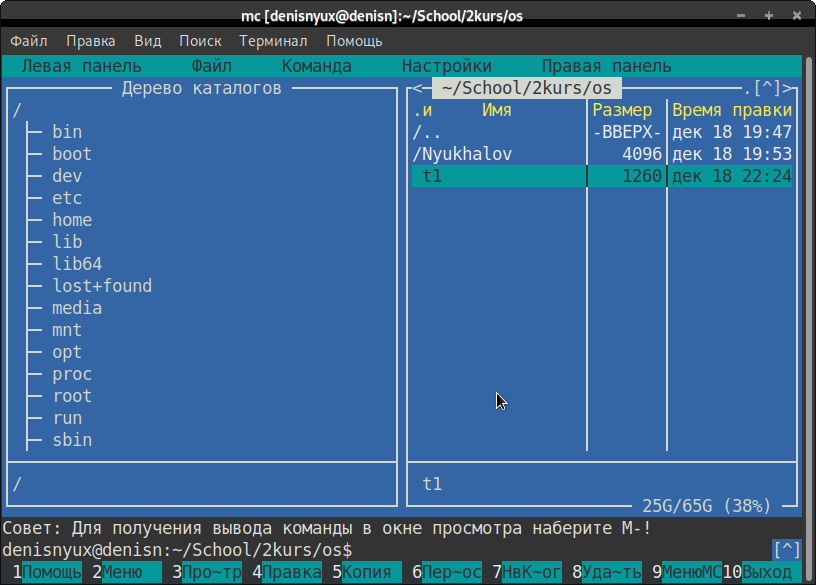 mc [denisnyux@denisn]:~/School/2kurs/os
Файл Правка Вид Поиск Терминал Помощь
Левая панель Файл Команда Настройки Правая панель
Дерево каталогов
/
bin
boot
dev
etc
home
lib
lib64
lost+found
media
mnt
opt
proc
root
run
sbin
/
<- ~/School/2kurs/os .[^]>
.и Имя Размер Время правки
/.. -ВВЕРХ- дек 18 19:47
/Nyukhalov 4096 дек 18 19:53
t1 1260 дек 18 22:24
t1
25G/65G (38%)
Совет: Для получения вывода команды в окне просмотра наберите M-!
denisnyux@denisn:~/School/2kurs/os$ [^]
1Помощь 2Меню 3Про~тр 4Правка 5Копия 6Пер~ос 7НвК~ог 8Уда~ть 9МенюМС 10Выход